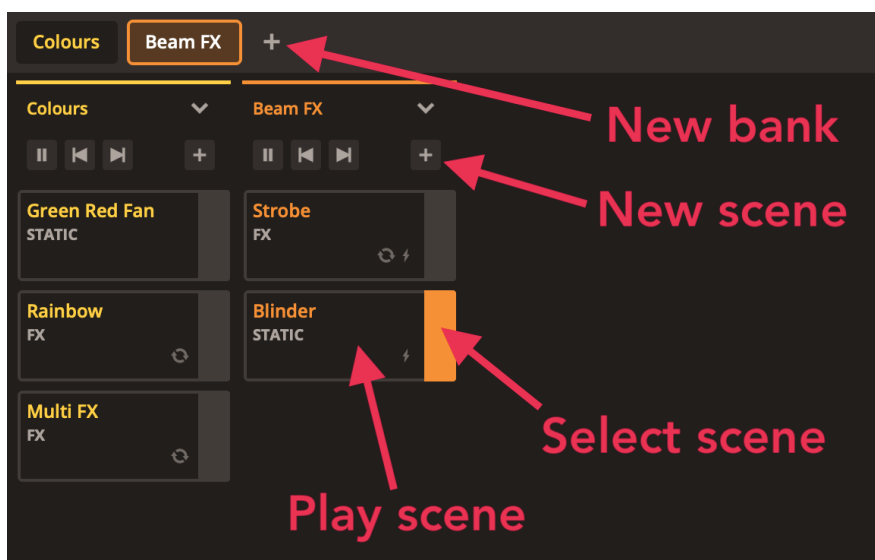 Colours
Beam FX
New bank
Colours
Beam FX
New scene
Green Red Fan
STATIC
Strobe
FX
Rainbow
FX
Blinder
STATIC
Multi FX
FX
Select scene
Play scene